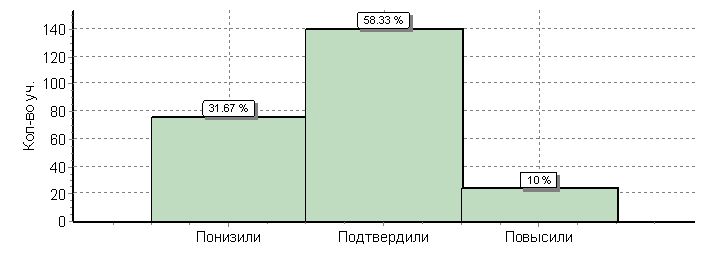 Кол-во уч.
140
120
100
80
60
40
20
0
31.67 %
58.33 %
10 %
Понизили
Подтвердили
Повысили